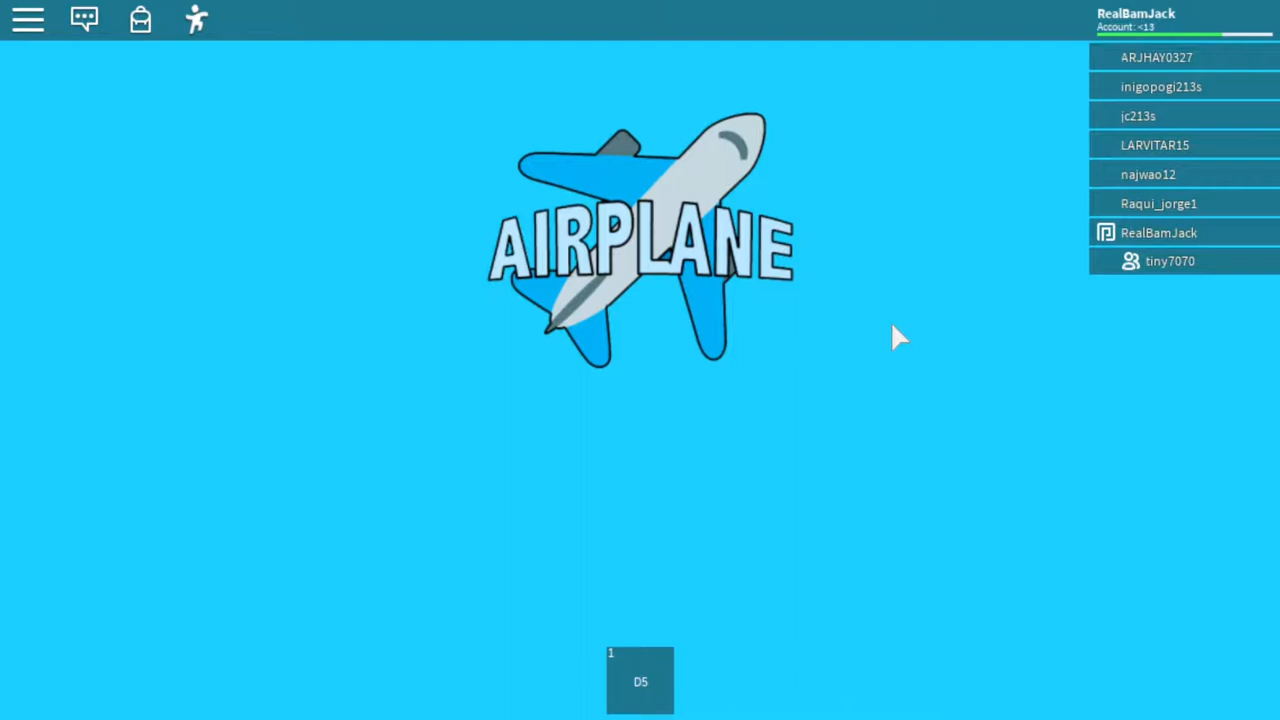 RealBamJack
Account: <13
ARJHAY0327
inigopogi213s
jc213s
LARVITAR15
najwao12
Raqui_jorge1
RealBamJack
tiny7070
AIRPLANE
1
D5